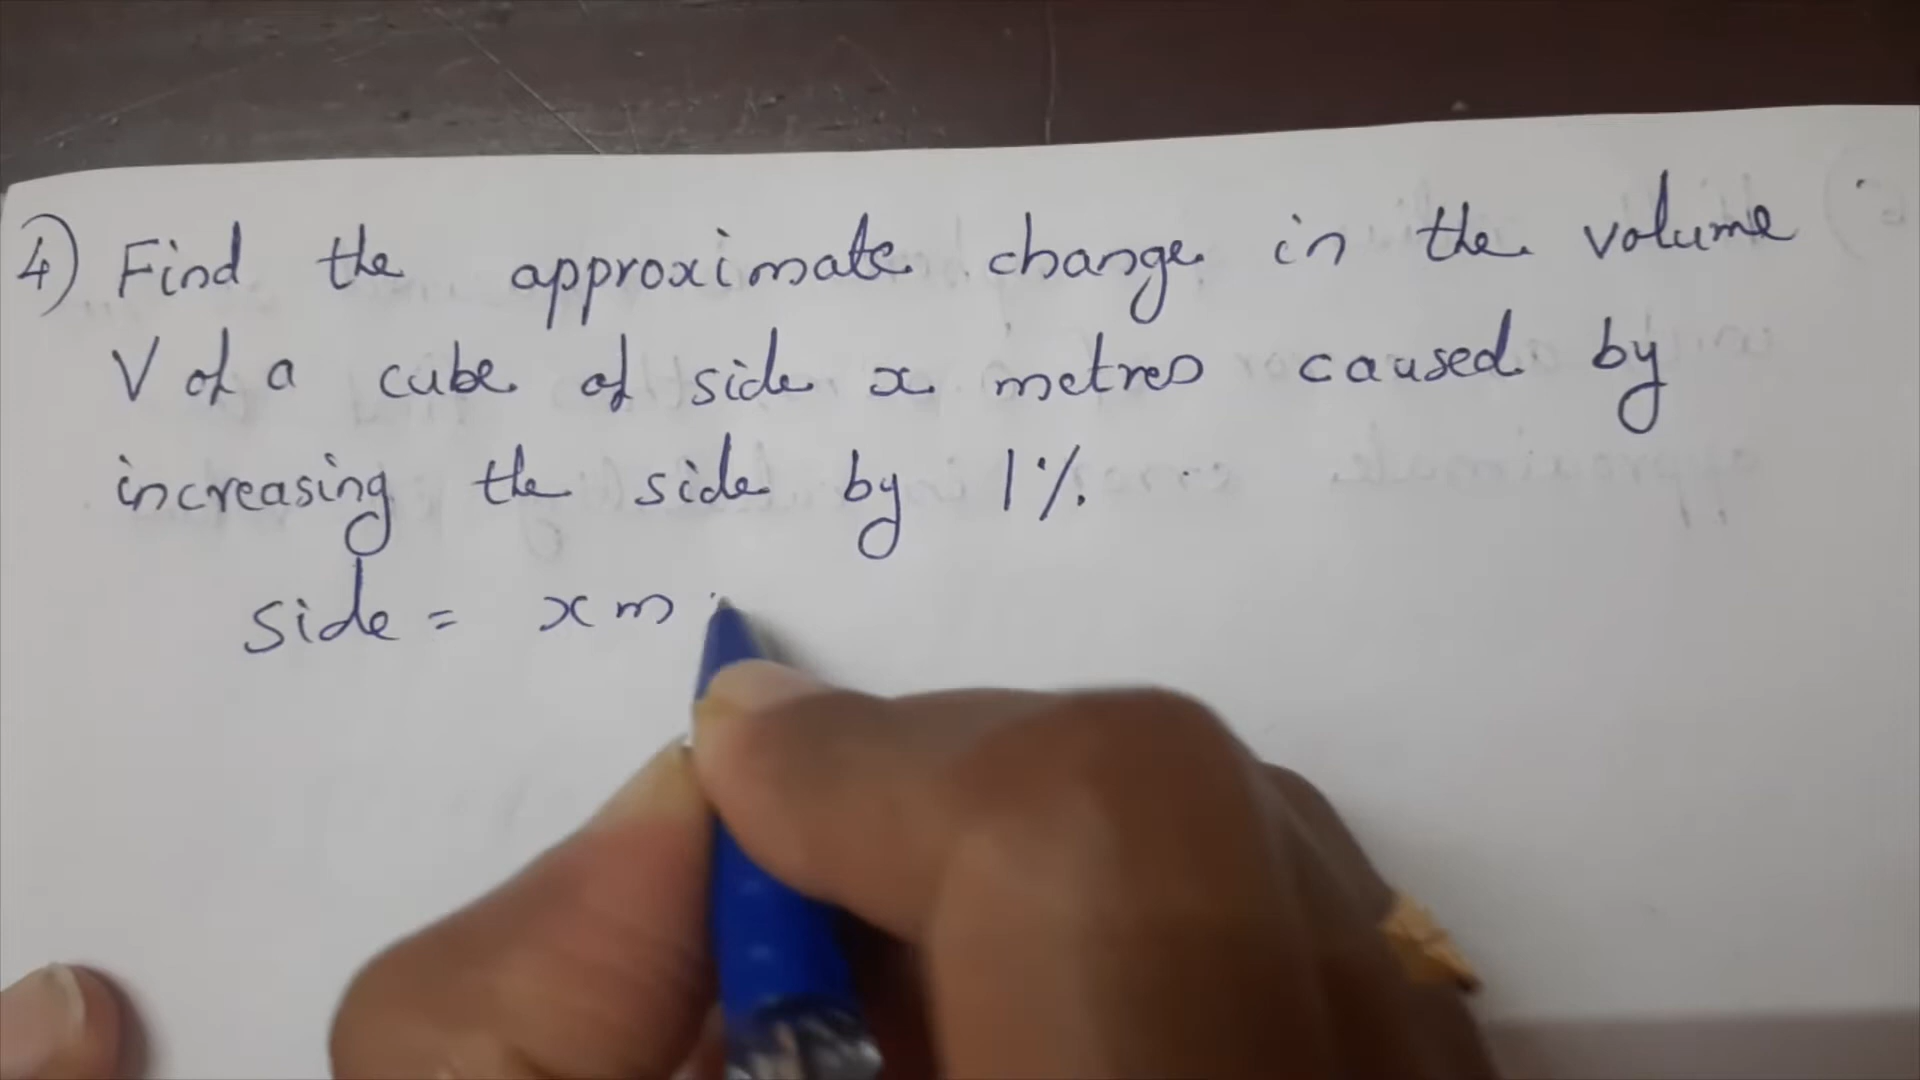 4) Find the approximate change in the volume
V of a cube of side x metres caused by
increasing the side by 1%.
side = x m